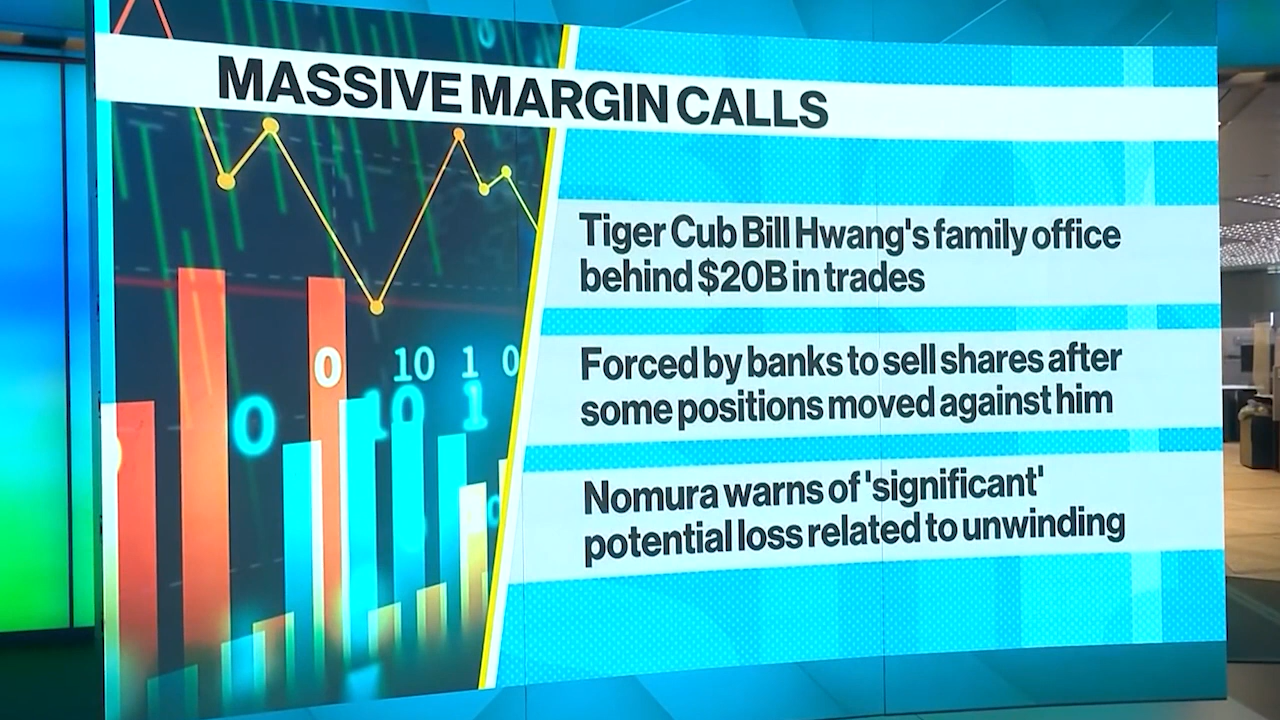 MASSIVE MARGIN CALLS
Tiger Cub Bill Hwang's family office
behind $20B in trades
Forced by banks to sell shares after
some positions moved against him
Nomura warns of 'significant'
potential loss related to unwinding
0 10 1 0
0 10 1